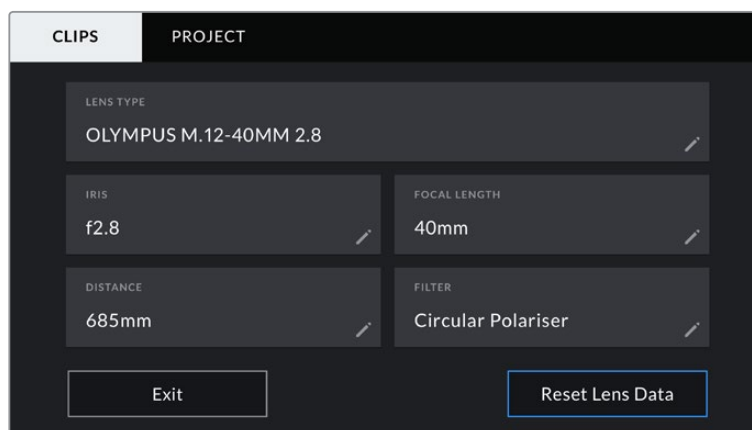 CLIPS PROJECT
LENS TYPE
OLYMPUS M.12-40MM 2.8
IRIS FOCAL LENGTH
f2.8 40mm
DISTANCE FILTER
685mm Circular Polariser
Exit Reset Lens Data